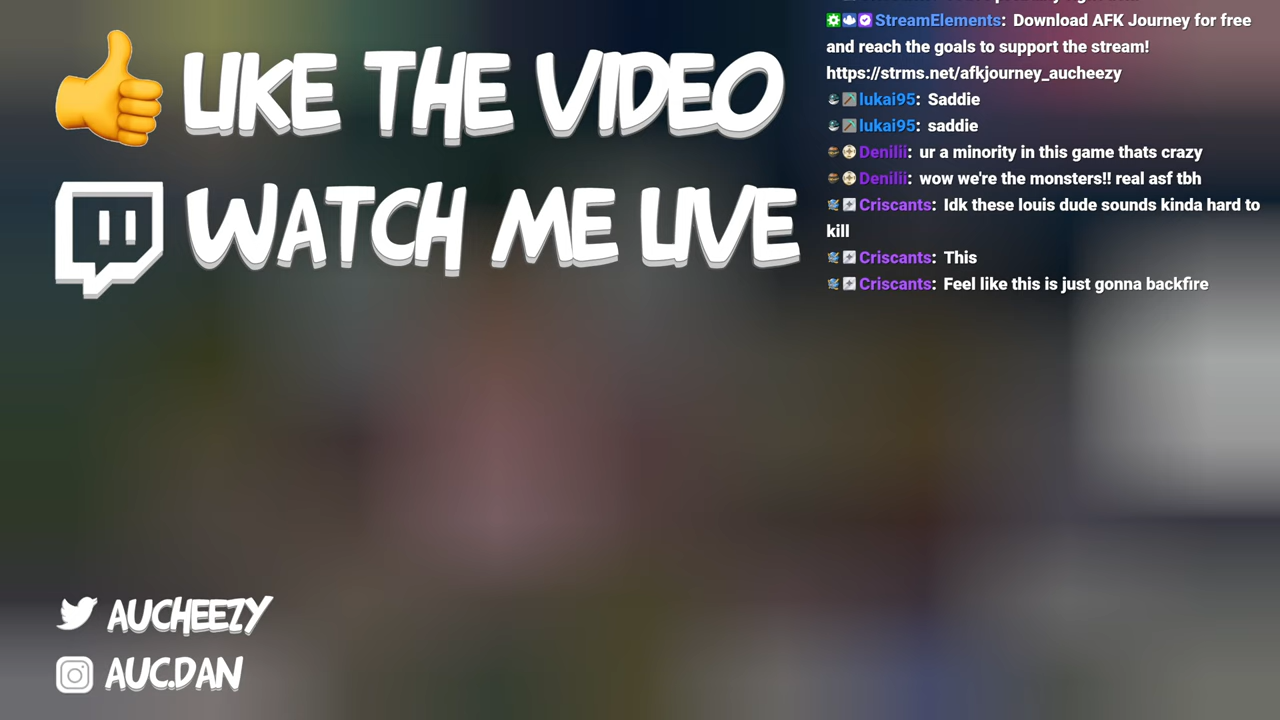 LIKE THE VIDEO
WATCH ME LIVE
AUCHEEZY
AUC.DAN
StreamElements: Download AFK Journey for free
and reach the goals to support the stream!
https://strms.net/afkjourney_aucheezy
lukai95: Saddie
lukai95: saddie
Denilii: ur a minority in this game thats crazy
Denilii: wow we're the monsters!! real asf tbh
Criscants: Idk these louis dude sounds kinda hard to
kill
Criscants: This
Criscants: Feel like this is just gonna backfire